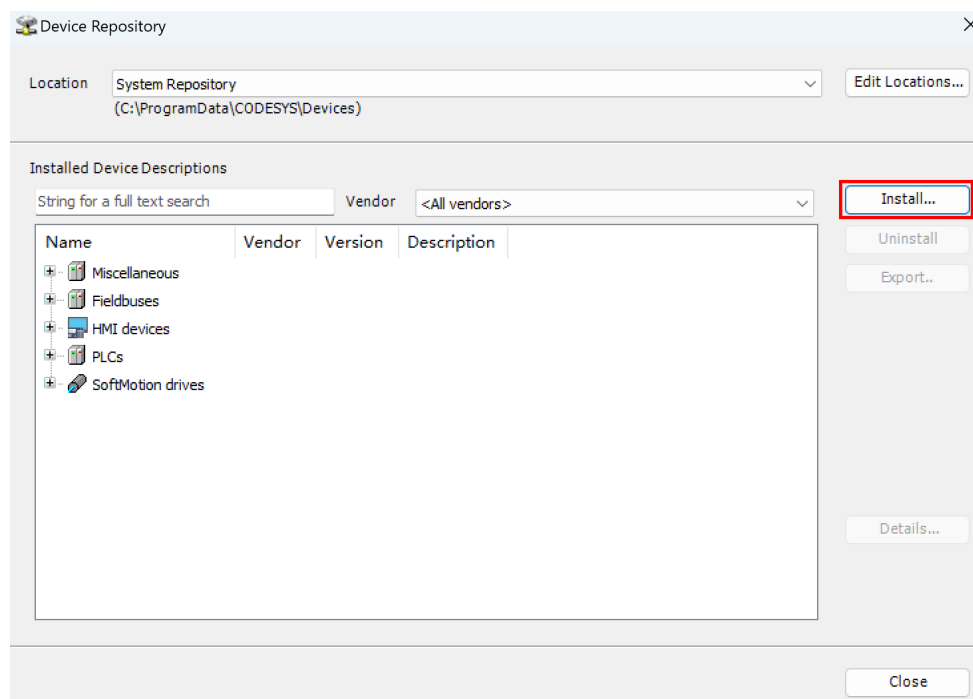 Device Repository
Location System Repository Edit Locations...
(C:\ProgramData\CODESYS\Devices)
Installed Device Descriptions
String for a full text search Vendor <All vendors> Install...
Name Vendor Version Description Uninstall
Miscellaneous Export..
Fieldbuses
HMI devices
PLCs
SoftMotion drives
Details...
Close